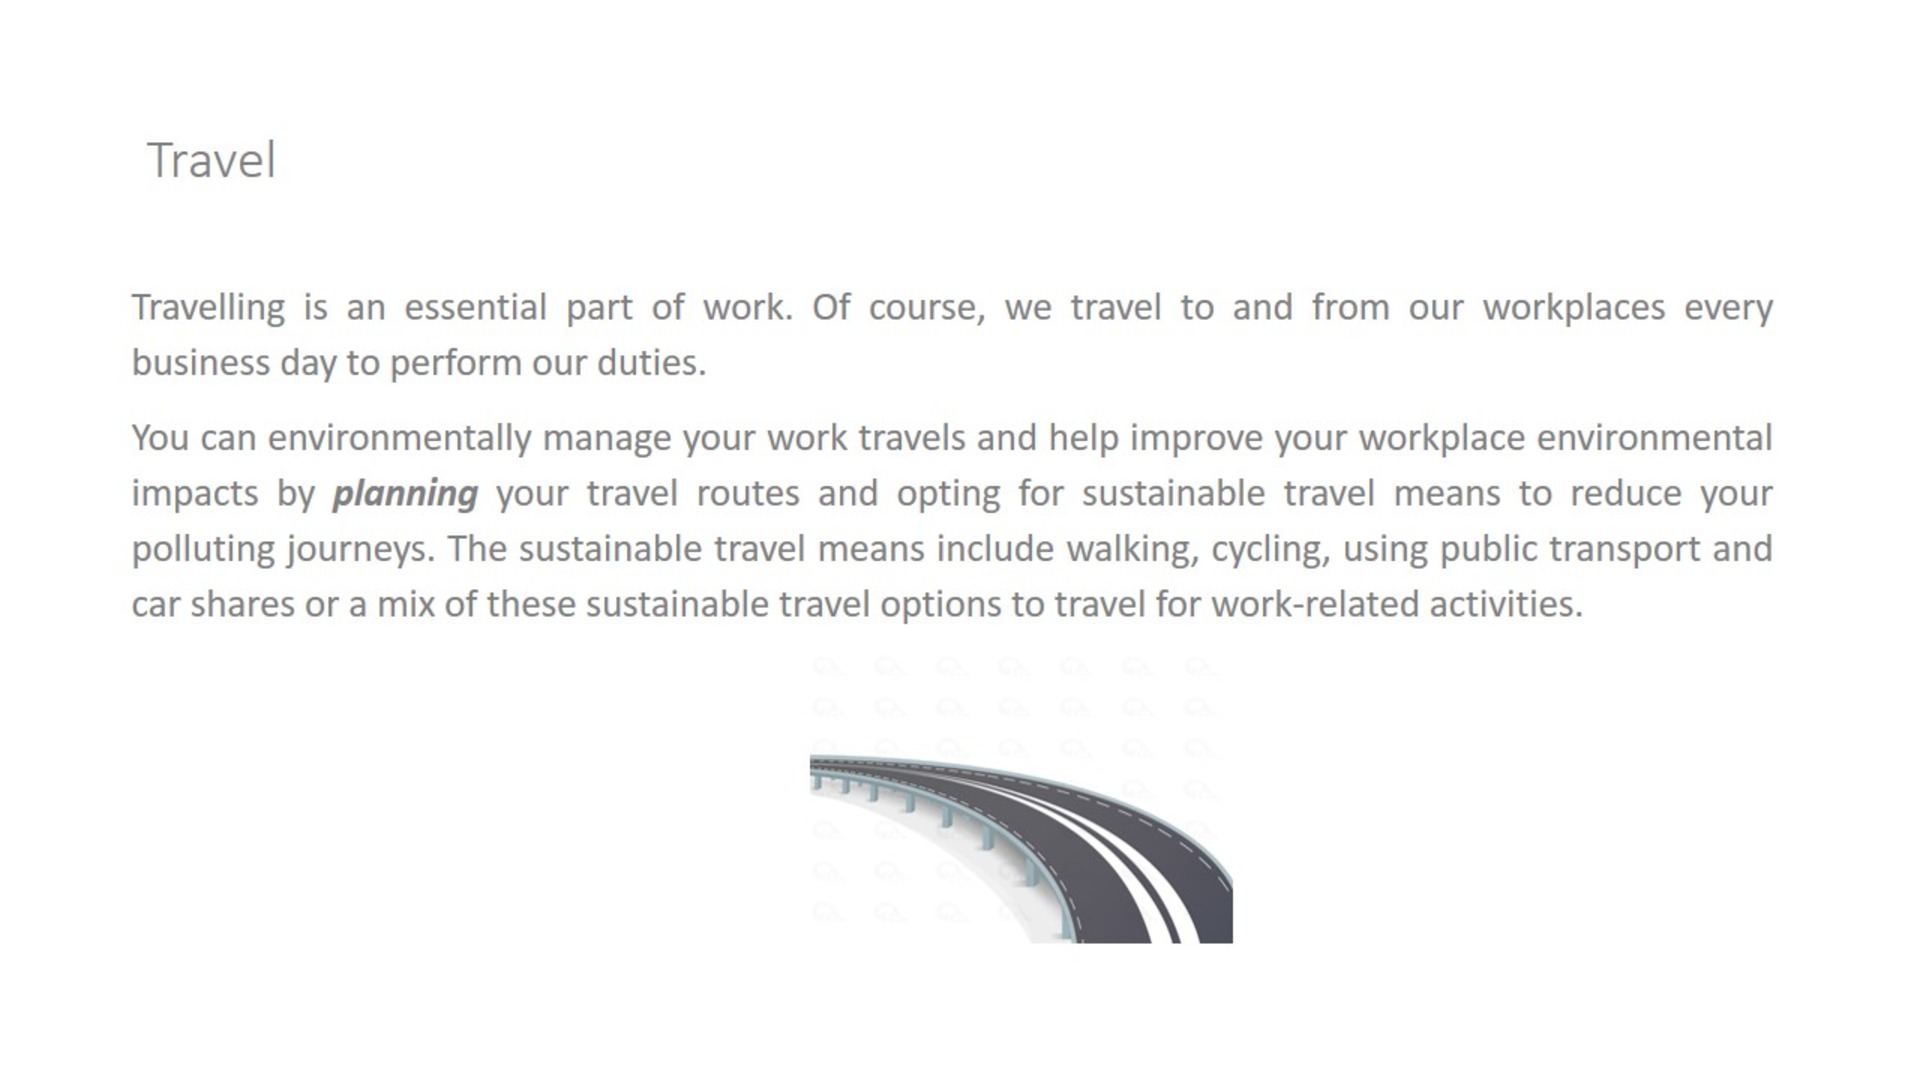 Travel
Travelling is an essential part of work. Of course, we travel to and from our workplaces every
business day to perform our duties.
You can environmentally manage your work travels and help improve your workplace environmental
impacts by planning your travel routes and opting for sustainable travel means to reduce your
polluting journeys. The sustainable travel means include walking, cycling, using public transport and
car shares or a mix of these sustainable travel options to travel for work-related activities.